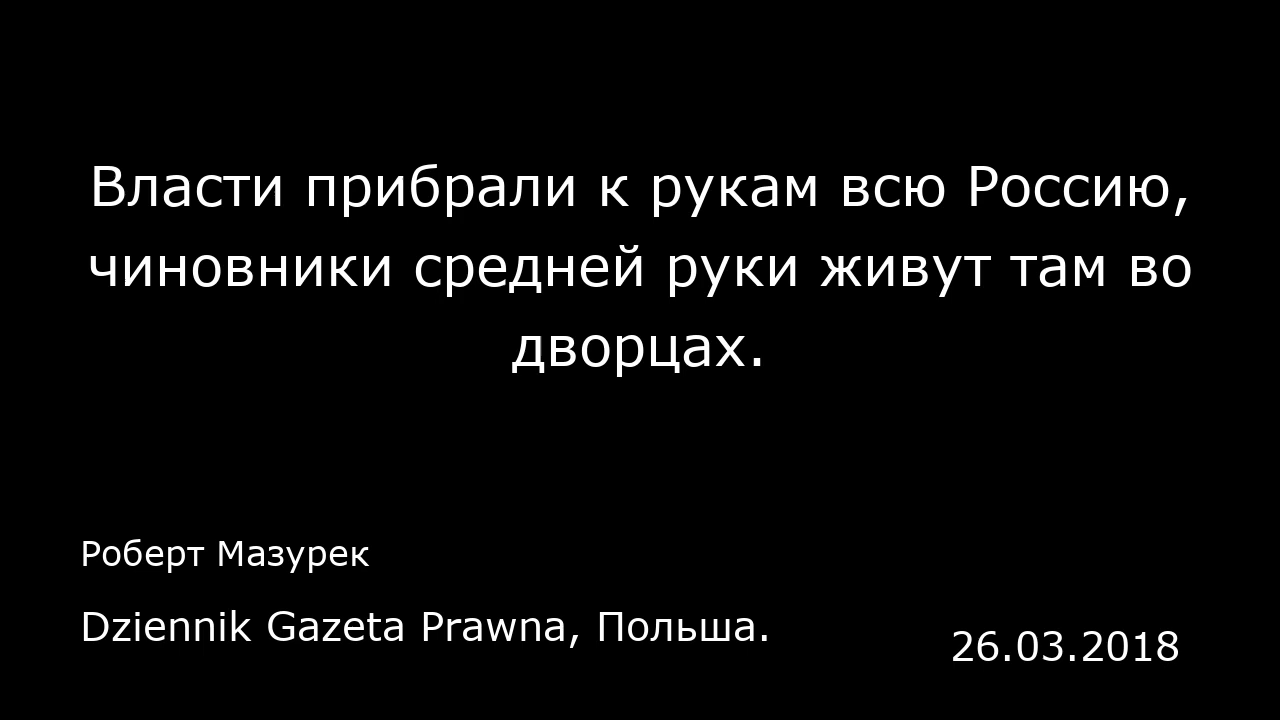 Власти прибрали к рукам всю Россию,
чиновники средней руки живут там во
дворцах.
Роберт Мазурек
Dziennik Gazeta Prawna, Польша.
26.03.2018